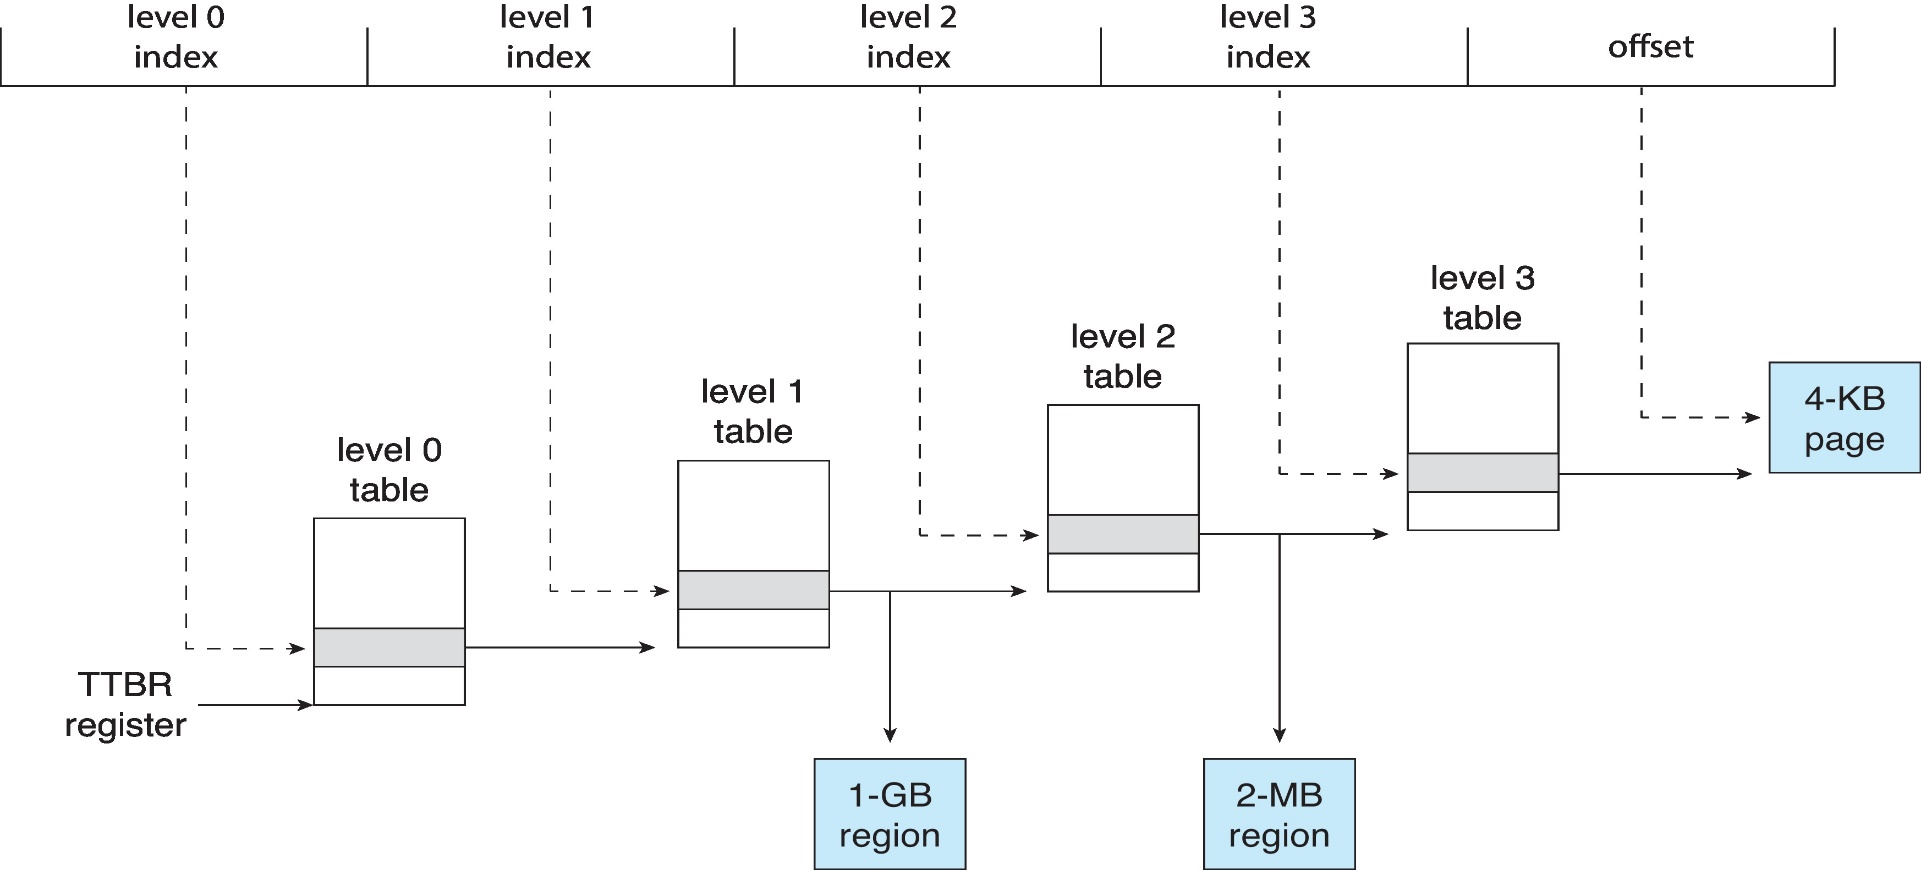 level 0
index
level 1
index
level 2
index
level 3
index
offset
level 3
table
level 2
table
4-KB
page
level 1
table
level 0
table
TTBR
register
1-GB
region
2-MB
region